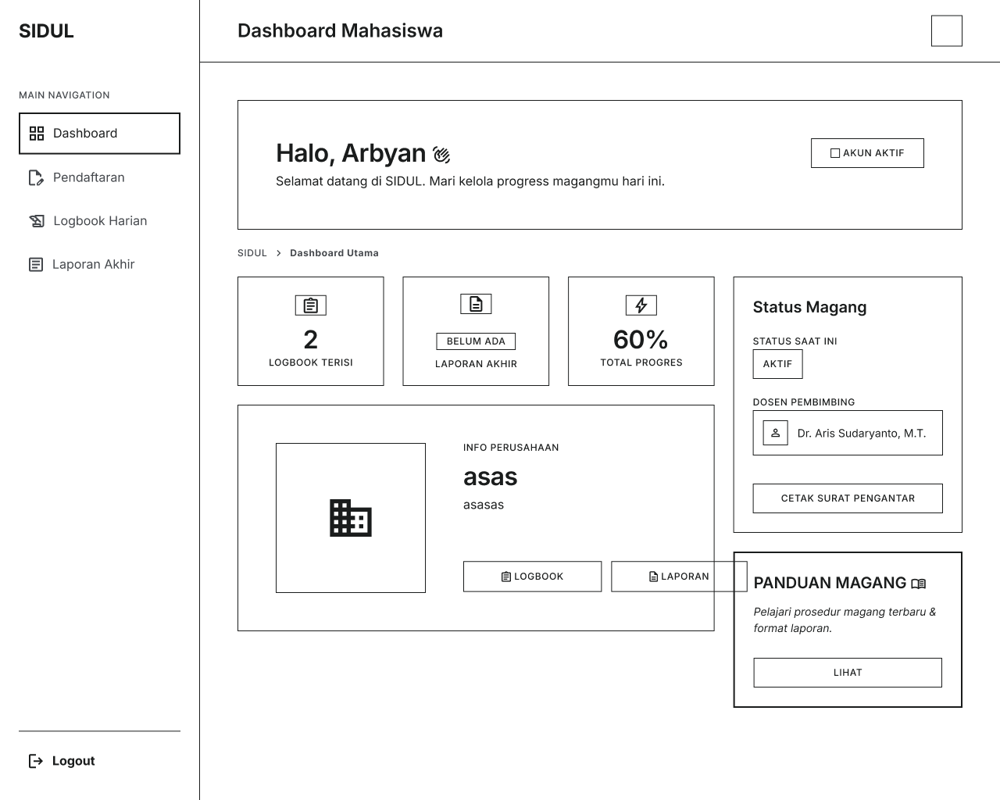 SIDUL
Dashboard Mahasiswa
MAIN NAVIGATION
Dashboard
Pendaftaran
Logbook Harian
Laporan Akhir
Logout
Halo, Arbyan
Selamat datang di SIDUL. Mari kelola progress magangmu hari ini.
AKUN AKTIF
SIDUL > Dashboard Utama
2
LOGBOOK TERISI
BELUM ADA
LAPORAN AKHIR
60%
TOTAL PROGRES
INFO PERUSAHAAN
asas
asasas
LOGBOOK
LAPORAN
Status Magang
STATUS SAAT INI
AKTIF
DOSEN PEMBIMBING
Dr. Aris Sudaryanto, M.T.
CETAK SURAT PENGANTAR
PANDUAN MAGANG
Pelajari prosedur magang terbaru &
format laporan.
LIHAT